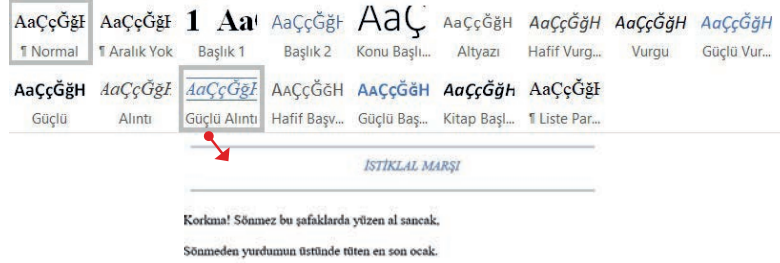 AaÇçĞğH AaÇçĞğH 1 Aa AaÇçĞğH AaÇ AaÇçĞğH AaÇçĞğH AaÇçĞğH AaÇçĞğH
¶ Normal ¶ Aralık Yok Başlık 1 Başlık 2 Konu Başlı... Altyazı Hafif Vurg... Vurgu Güçlü Vur...
AaÇçĞğH AaÇçĞğH AaÇçĞğH AaÇçĞğH AaÇçĞğH AaÇçĞğH AaÇçĞğH
Güçlü Alıntı Güçlü Alıntı Hafif Başv... Güçlü Baş... Kitap Başl... ¶ Liste Par...
İSTİKLAL MARŞI
Korkma! Sönmez bu şafaklarda yüzen al sancak,
Sönmeden yurdumun üstünde tüten en son ocak.